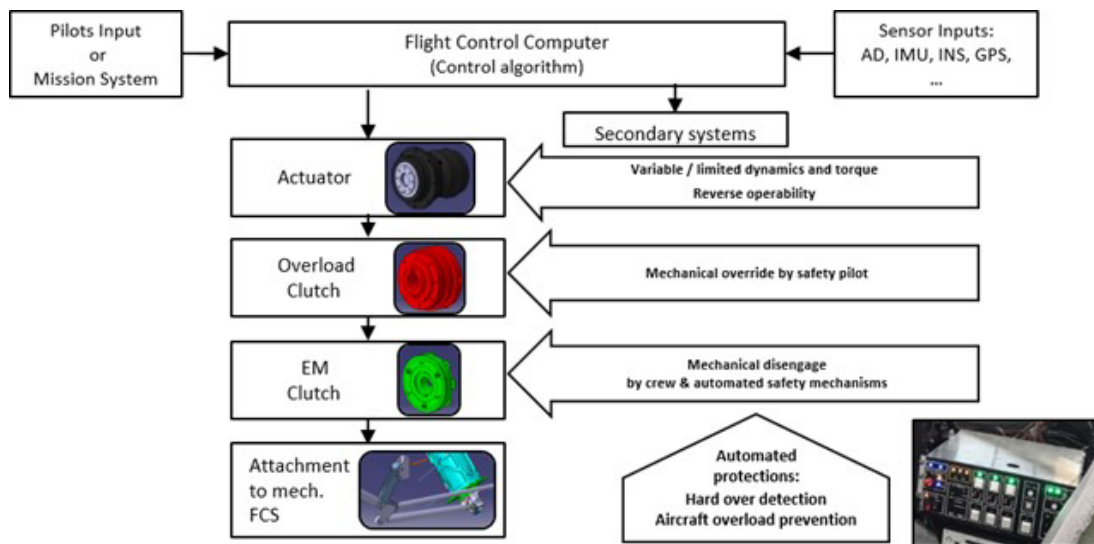 Pilots Input
or
Mission System
Flight Control Computer
(Control algorithm)
Sensor Inputs:
AD, IMU, INS, GPS,
...
Secondary systems
Actuator
Variable / limited dynamics and torque
Reverse operability
Overload
Clutch
Mechanical override by safety pilot
EM
Clutch
Mechanical disengage
by crew & automated safety mechanisms
Attachment
to mech.
FCS
Automated
protections:
Hard over detection
Aircraft overload prevention